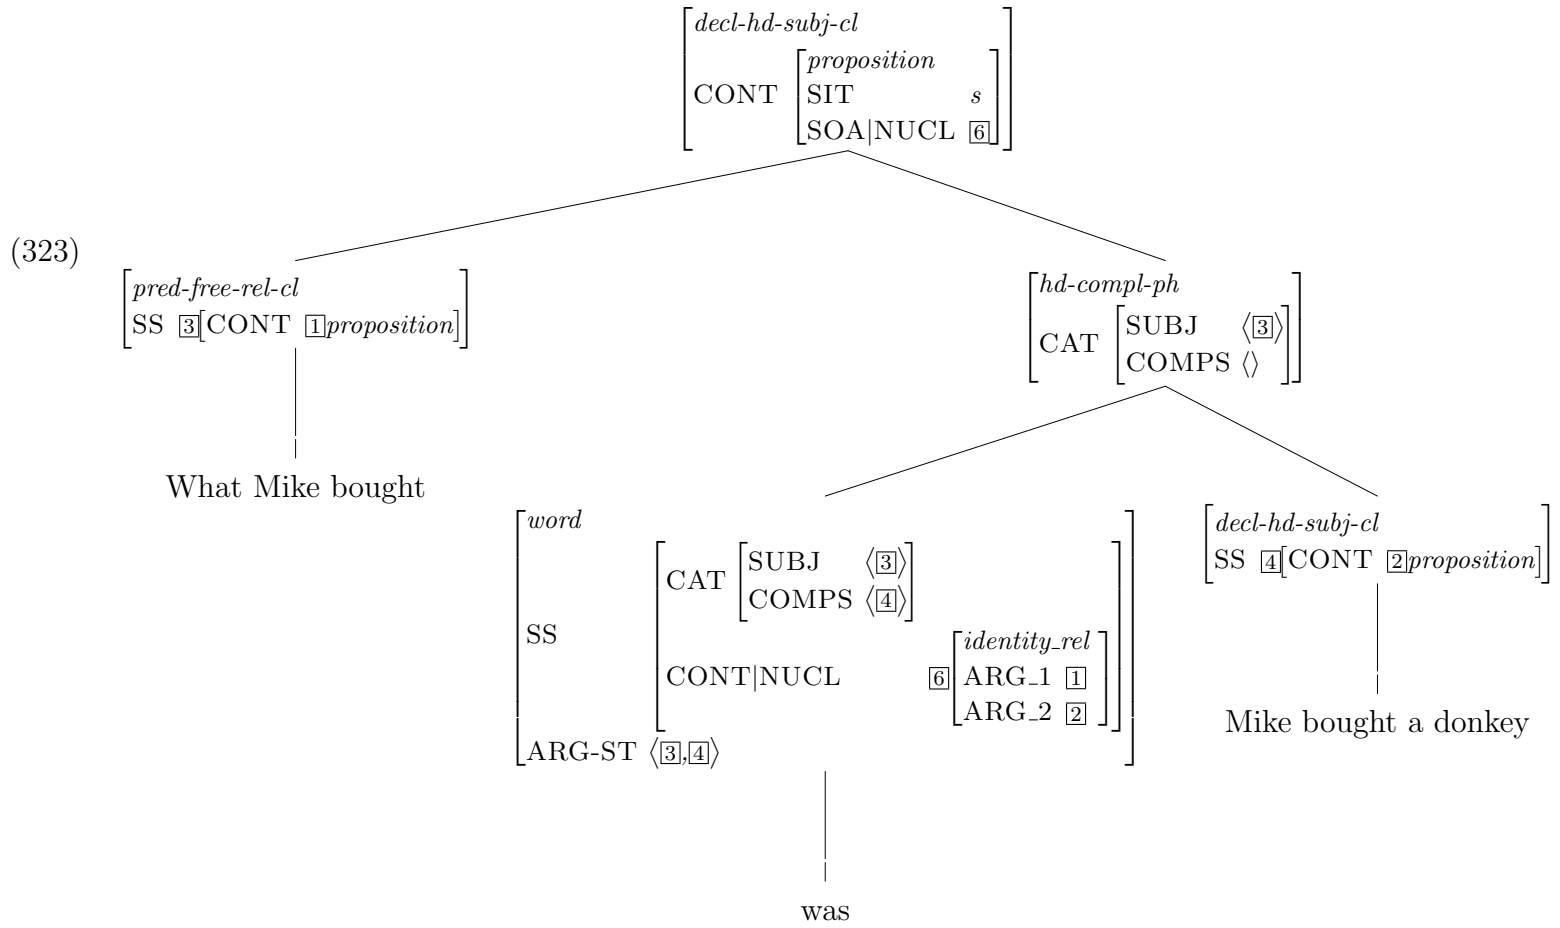 decl-hd-subj-cl
proposition
CONT SIT s
SOA|NUCL 6
(323)
pred-free-rel-cl
SS 3[CONT 1proposition]
hd-compl-ph
SUBJ ⟨3⟩
CAT
COMPS ⟨⟩
What Mike bought
word
SUBJ ⟨3⟩
CAT
COMPS ⟨4⟩
SS
identity_rel
CONT|NUCL 6 ARG_1 1
ARG_2 2
ARG-ST ⟨3,4⟩
decl-hd-subj-cl
SS 4[CONT 2proposition]
Mike bought a donkey
was